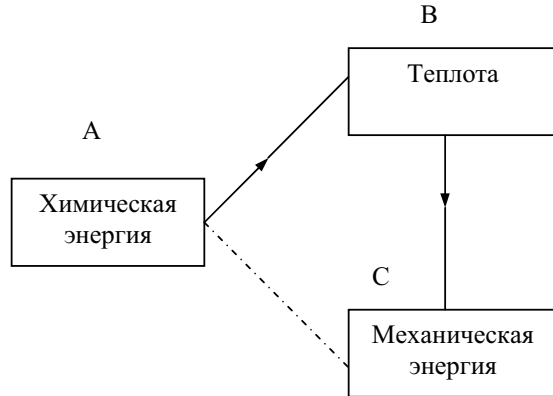 B
Теплота
A
Химическая
энергия
C
Механическая
энергия